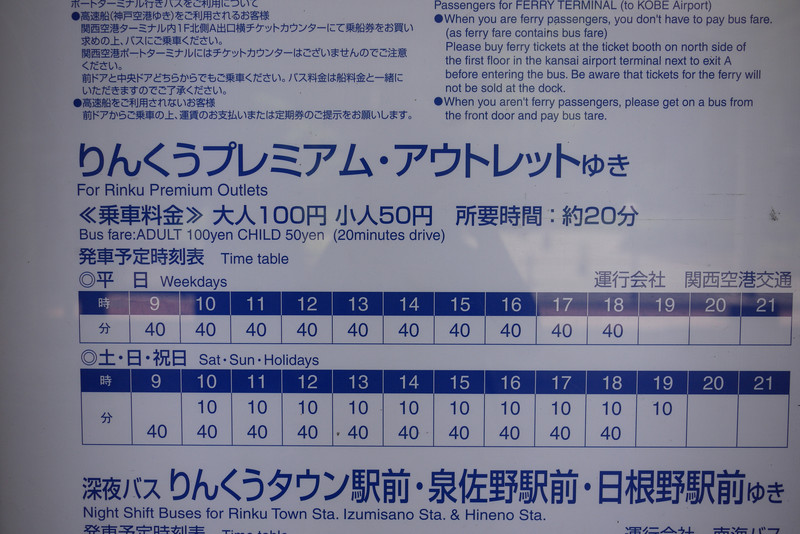 ポートターミナル行きバスをご利用について
●高速船(神戸空港ゆき)をご利用されるお客様
関西空港ターミナル内1F北側A出口横チケットカウンターにて乗船券をお買い
求めの上、バスにご乗車ください。
関西空港ポートターミナルにはチケットカウンターはございませんのでご注意
ください。
前ドアと中央ドアどちらからでもご乗車ください。バス料金は船料金と一緒に
いただきますのでご了承ください。
●高速船をご利用されないお客様
前ドアからご乗車の上、運賃のお支払いまたは定期券のご提示をお願いします。
Passengers for FERRY TERMINAL (to KOBE Airport)
●When you are ferry passengers, you don't have to pay bus fare.
(as ferry fare contains bus fare)
Please buy ferry tickets at the ticket booth on north side of
the first floor in the kansai airport terminal next to exit A
before entering the bus. Be aware that tickets for the ferry will
not be sold at the dock.
●When you aren't ferry passengers, please get on a bus from
the front door and pay bus tare.
りんくうプレミアム・アウトレットゆき
For Rinku Premium Outlets
≪乗車料金≫ 大人100円 小人50円 所要時間：約20分
Bus fare:ADULT 100yen CHILD 50yen (20minutes drive)
発車予定時刻表 Time table
◎平 日 Weekdays 運行会社 関西空港交通
時 9 10 11 12 13 14 15 16 17 18 19 20 21
分 40 40 40 40 40 40 40 40 40 40
◎土・日・祝日 Sat・Sun・Holidays
時 9 10 11 12 13 14 15 16 17 18 19 20 21
分 10 10 10 10 10 10 10 10 10 10
40 40 40 40 40 40 40 40 40 40
深夜バス りんくうタウン駅前・泉佐野駅前・日根野駅前ゆき
Night Shift Buses for Rinku Town Sta. Izumisano Sta. & Hineno Sta.
発車予定時刻表 Time table 運行会社 南海バス